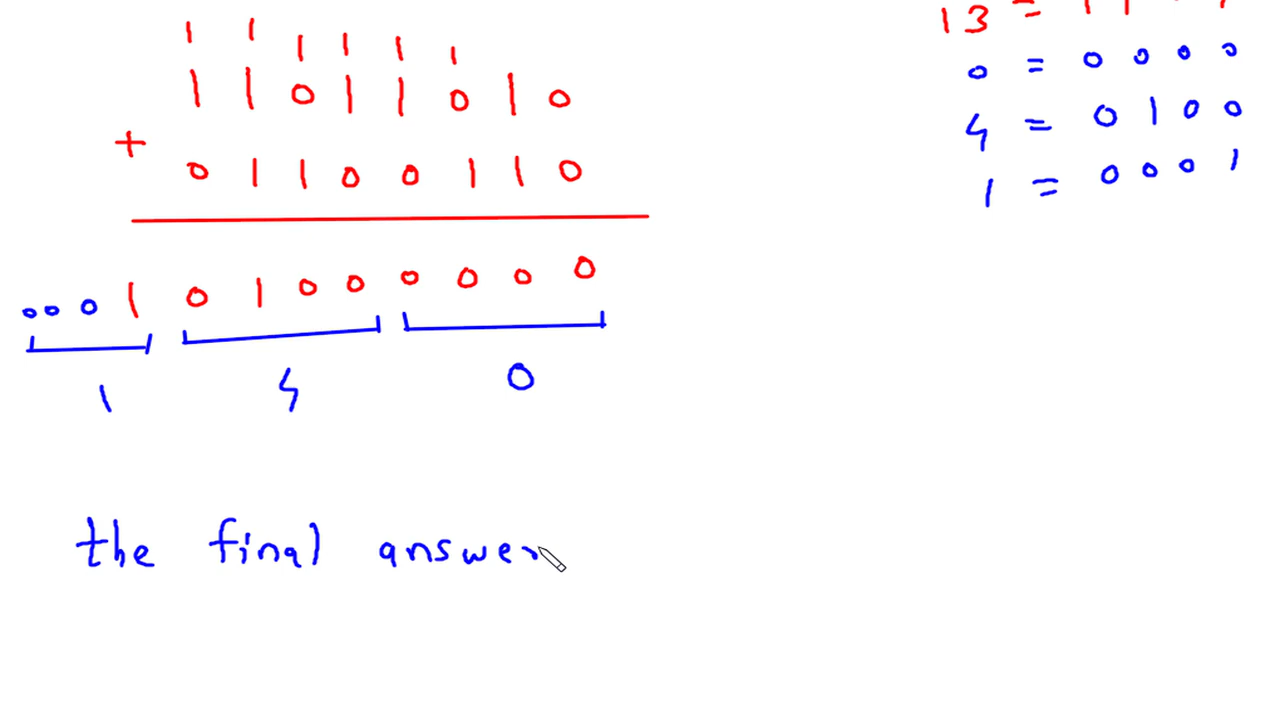 1 1 1 1 1 1
1 1 0 1 1 0 1 0
+
0 1 1 0 0 1 1 0
0 0 0 1 0 1 0 0 0 0 0 0
1 4 0
the final answer
13 =
0 = 0 0 0 0
4 = 0 1 0 0
1 = 0 0 0 1